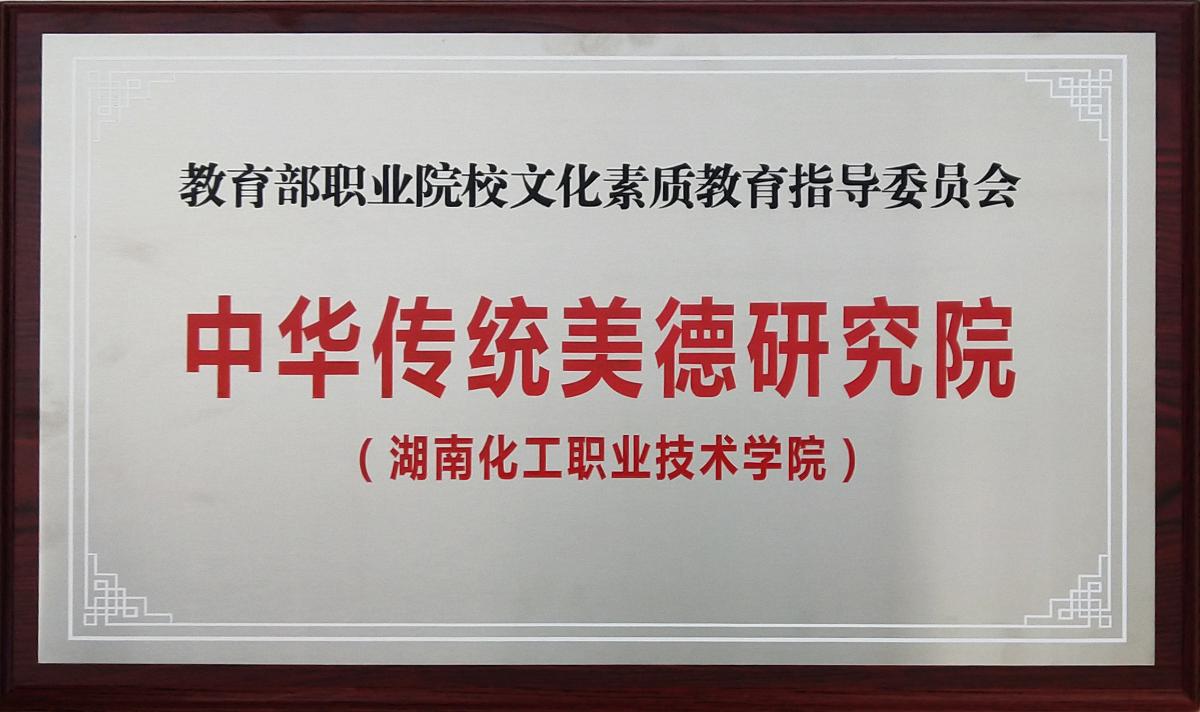 教育部职业院校文化素质教育指导委员会
中华传统美德研究院
（湖南化工职业技术学院）